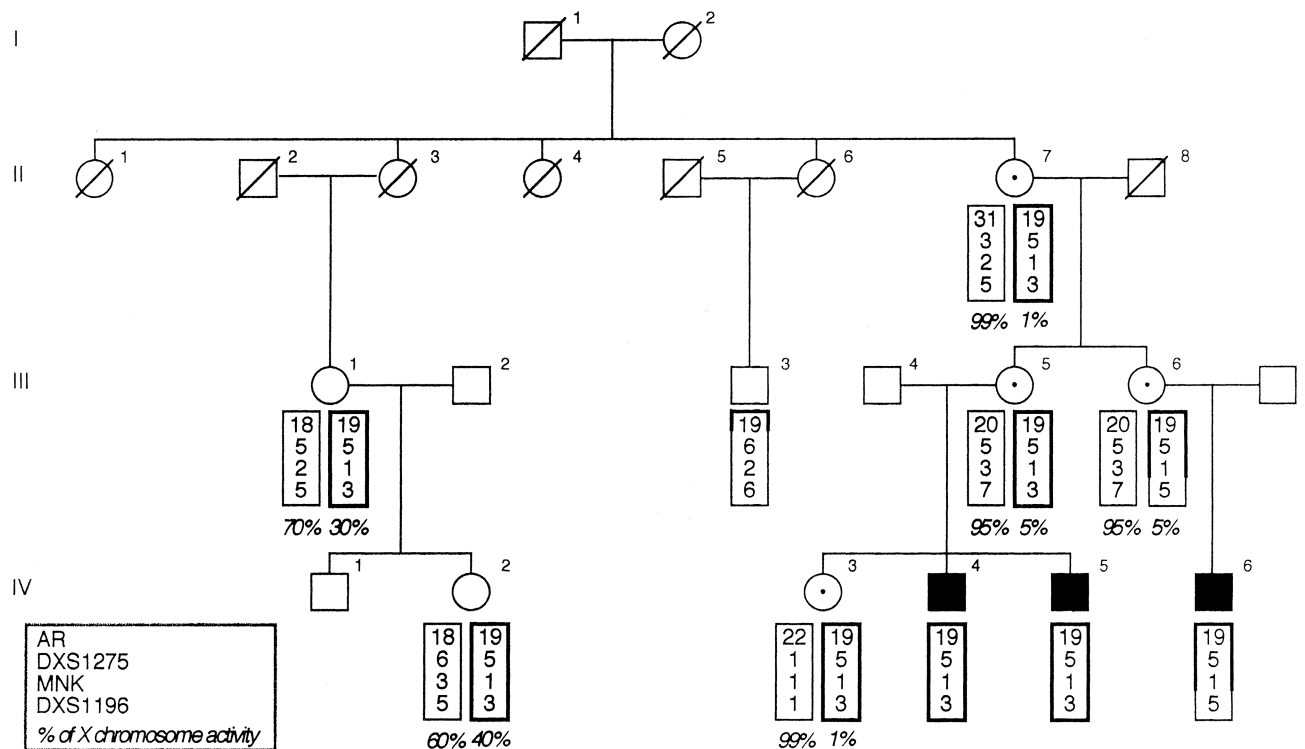 I
1 2
II
1 2 3 4 5 6 7 8
31 19
3 5
2 1
5 3
99% 1%
III
1 2 3 4 5 6
18 19 19 20 19 20 19
5 5 6 5 5 5 5
2 1 2 3 1 3 1
5 3 6 7 3 7 5
70% 30% 95% 5% 95% 5%
IV
1 2 3 4 5 6
18 19 22 19 19 19 19
6 5 1 5 5 5 5
3 1 1 1 1 1 1
5 3 1 3 3 3 5
60% 40% 99% 1%
AR
DXS1275
MNK
DXS1196
% of X chromosome activity